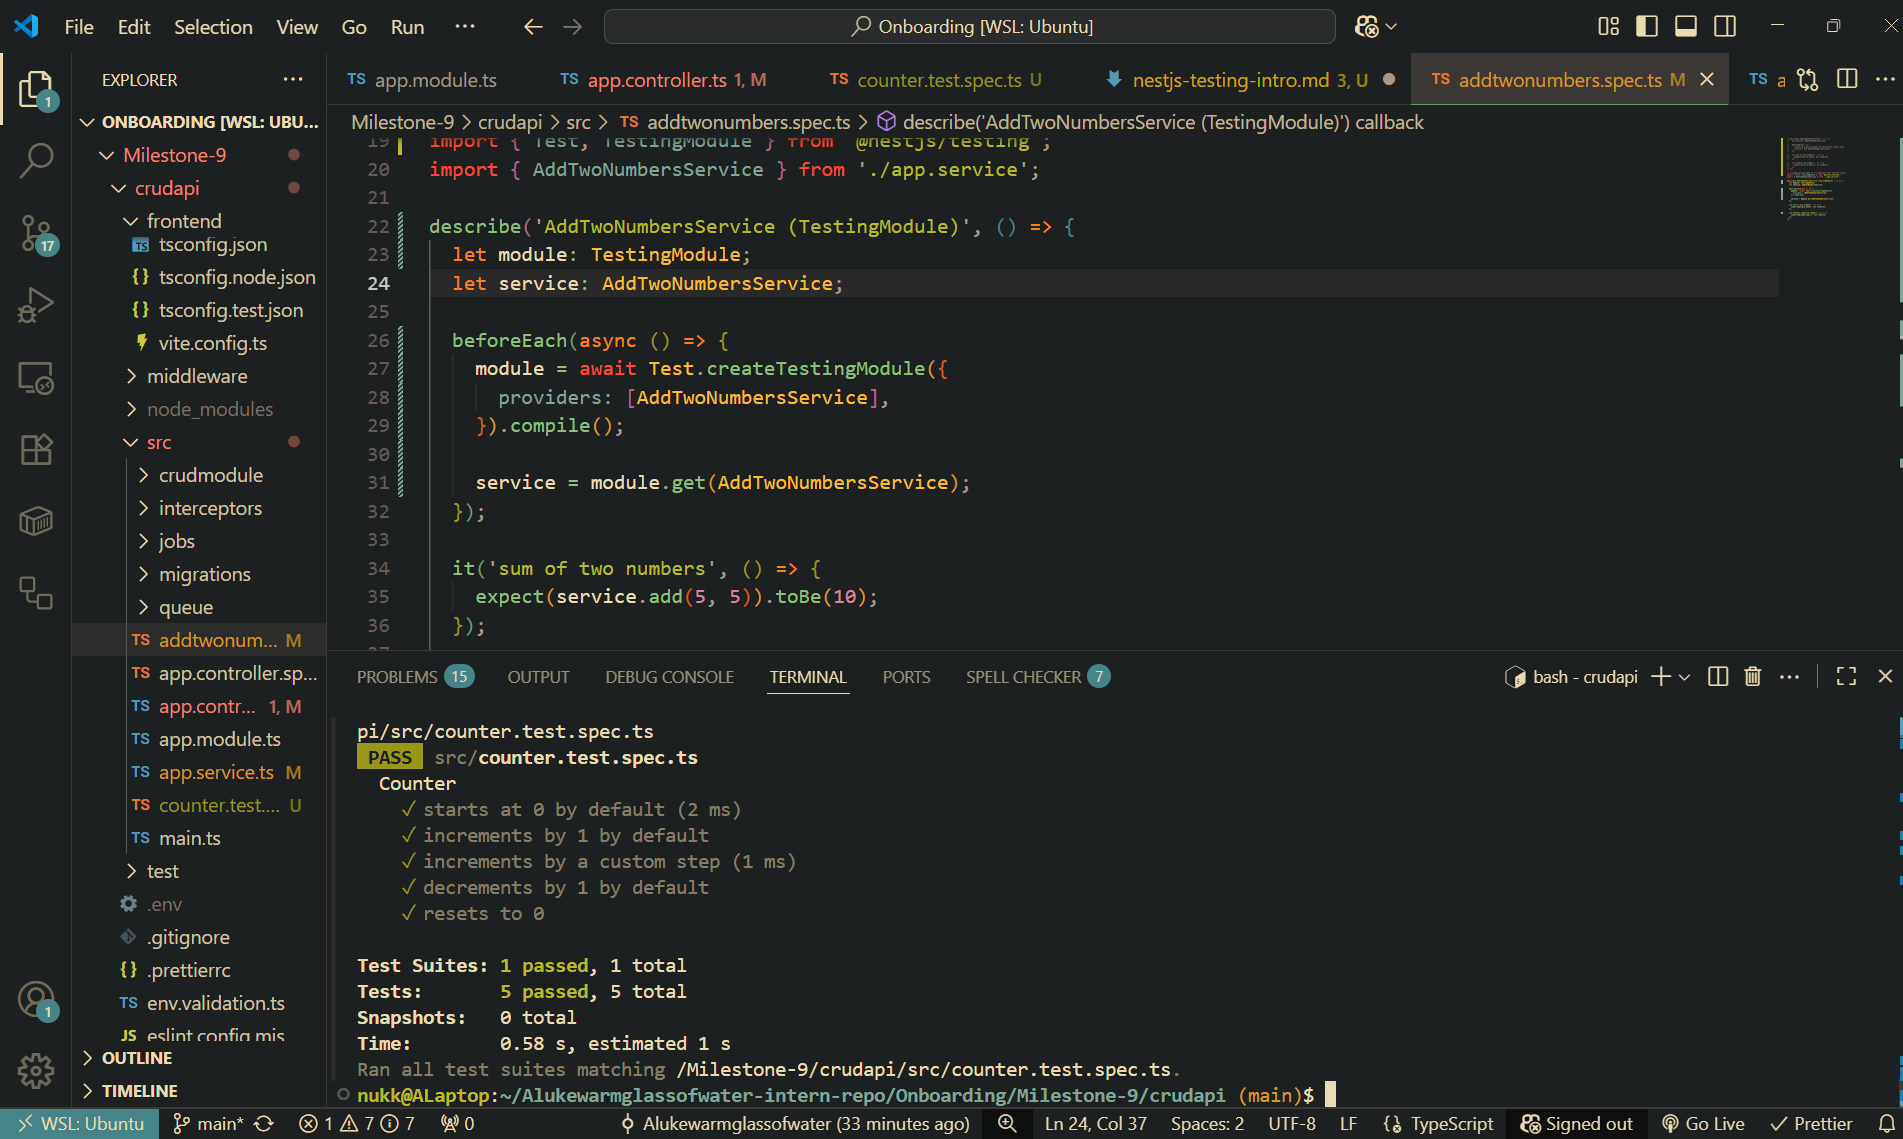 File Edit Selection View Go Run ···
Onboarding [WSL: Ubuntu]
EXPLORER ···
ONBOARDING [WSL: UBU...
Milestone-9
crudapi
frontend
tsconfig.json
tsconfig.node.json
tsconfig.test.json
vite.config.ts
middleware
node_modules
src
crudmodule
interceptors
jobs
migrations
queue
TS addtwonum... M
TS app.controller.sp...
TS app.contr... 1, M
TS app.module.ts
TS app.service.ts M
TS counter.test.... U
TS main.ts
test
.env
.gitignore
{} .prettierrc
TS env.validation.ts
JS eslint.config.mjs
OUTLINE
TIMELINE
1
17
1
TS app.module.ts TS app.controller.ts 1, M TS counter.test.spec.ts U nestjs-testing-intro.md 3, U TS addtwonumbers.spec.ts M TS a
Milestone-9 > crudapi > src > TS addtwonumbers.spec.ts > describe('AddTwoNumbersService (TestingModule)') callback
19 import { Test, TestingModule } from '@nestjs/testing';
20 import { AddTwoNumbersService } from './app.service';
21
22 describe('AddTwoNumbersService (TestingModule)', () => {
23 let module: TestingModule;
24 let service: AddTwoNumbersService;
25
26 beforeEach(async () => {
27 module = await Test.createTestingModule({
28 providers: [AddTwoNumbersService],
29 }).compile();
30
31 service = module.get(AddTwoNumbersService);
32 });
33
34 it('sum of two numbers', () => {
35 expect(service.add(5, 5)).toBe(10);
36 });
PROBLEMS 15 OUTPUT DEBUG CONSOLE TERMINAL PORTS SPELL CHECKER 7
bash - crudapi
pi/src/counter.test.spec.ts
PASS src/counter.test.spec.ts
Counter
✓ starts at 0 by default (2 ms)
✓ increments by 1 by default
✓ increments by a custom step (1 ms)
✓ decrements by 1 by default
✓ resets to 0
Test Suites: 1 passed, 1 total
Tests: 5 passed, 5 total
Snapshots: 0 total
Time: 0.58 s, estimated 1 s
Ran all test suites matching /Milestone-9/crudapi/src/counter.test.spec.ts.
nukk@ALaptop:~/Alukewarmglassofwater-intern-repo/Onboarding/Milestone-9/crudapi (main)$
WSL: Ubuntu main* 1 7 7 0 Alukewarmglassofwater (33 minutes ago) Ln 24, Col 37 Spaces: 2 UTF-8 LF {} TypeScript Signed out Go Live Prettier